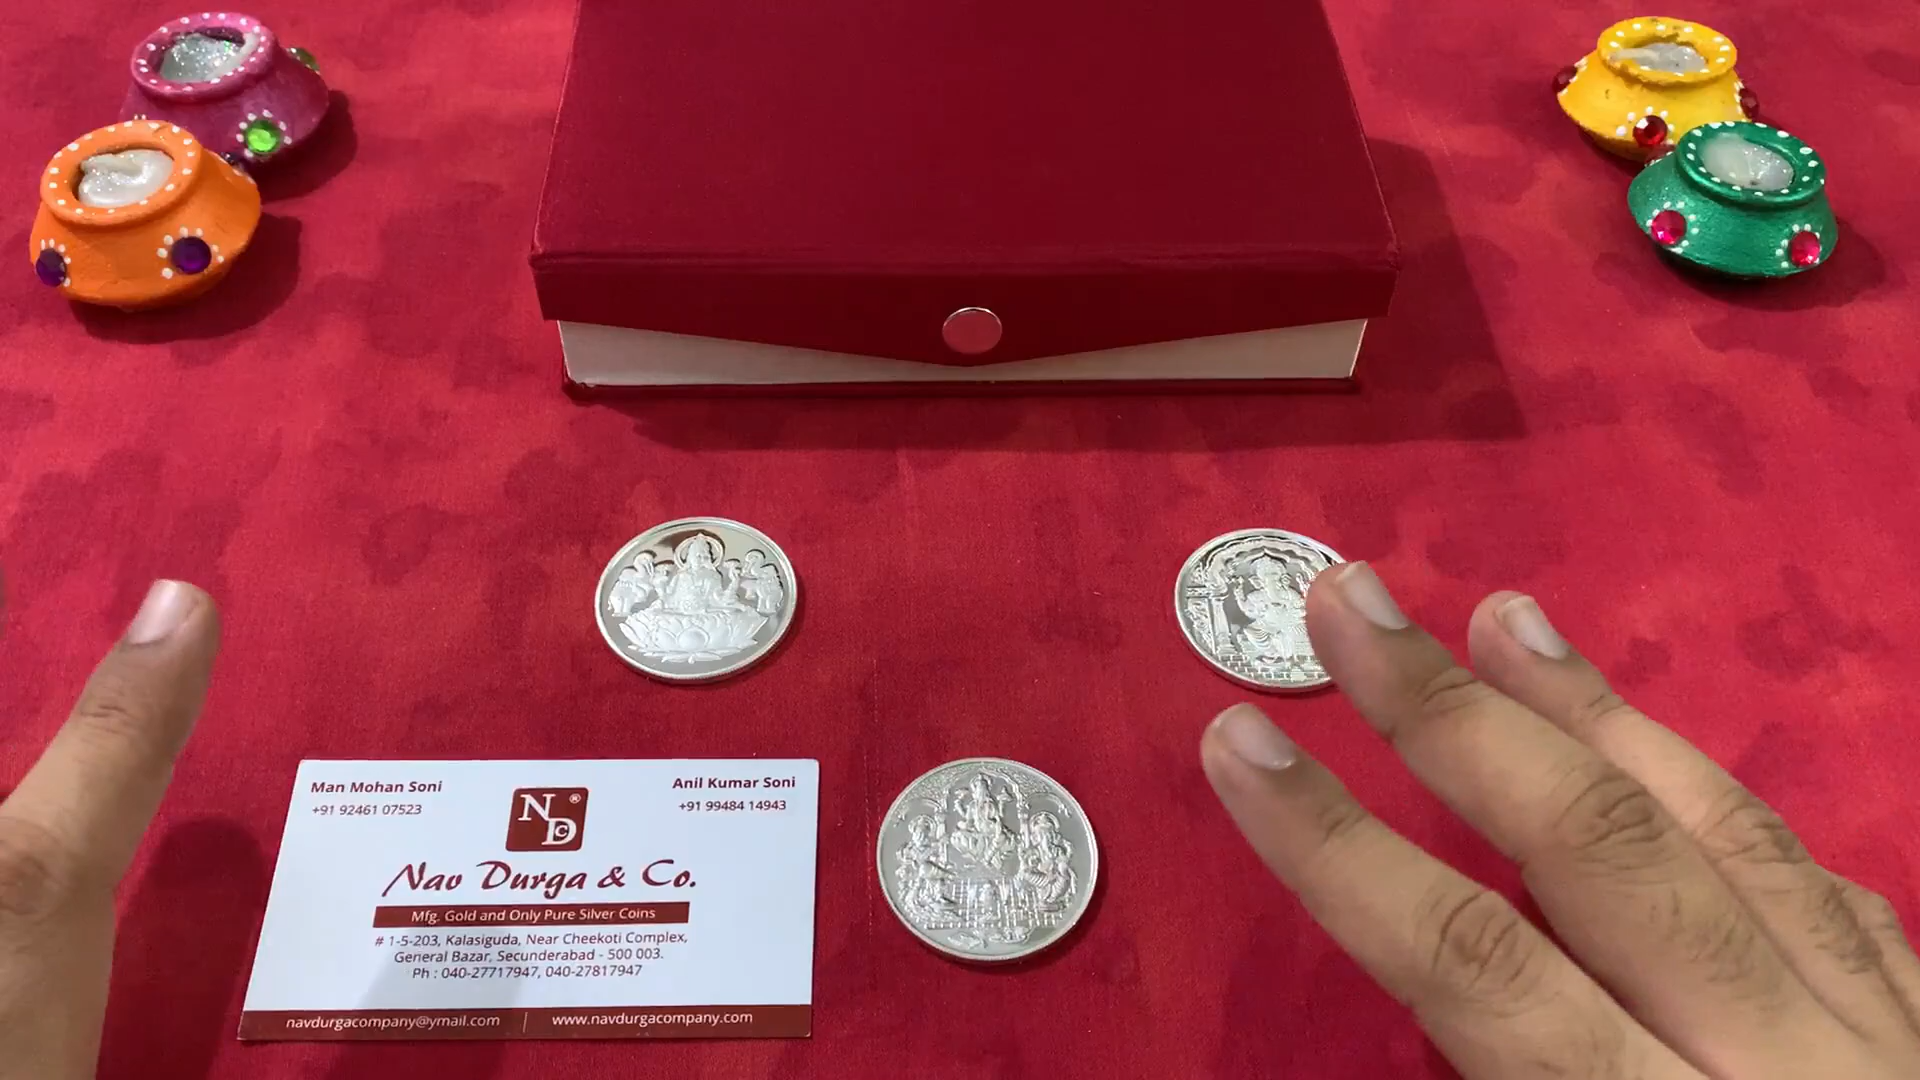 Man Mohan Soni
+91 92461 07523
Anil Kumar Soni
+91 99484 14943
NDC®
Nav Durga & Co.
Mfg. Gold and Only Pure Silver Coins
# 1-5-203, Kalasiguda, Near Cheekoti Complex,
General Bazar, Secunderabad - 500 003.
Ph : 040-27717947, 040-27817947
navdurgacompany@ymail.com | www.navdurgacompany.com